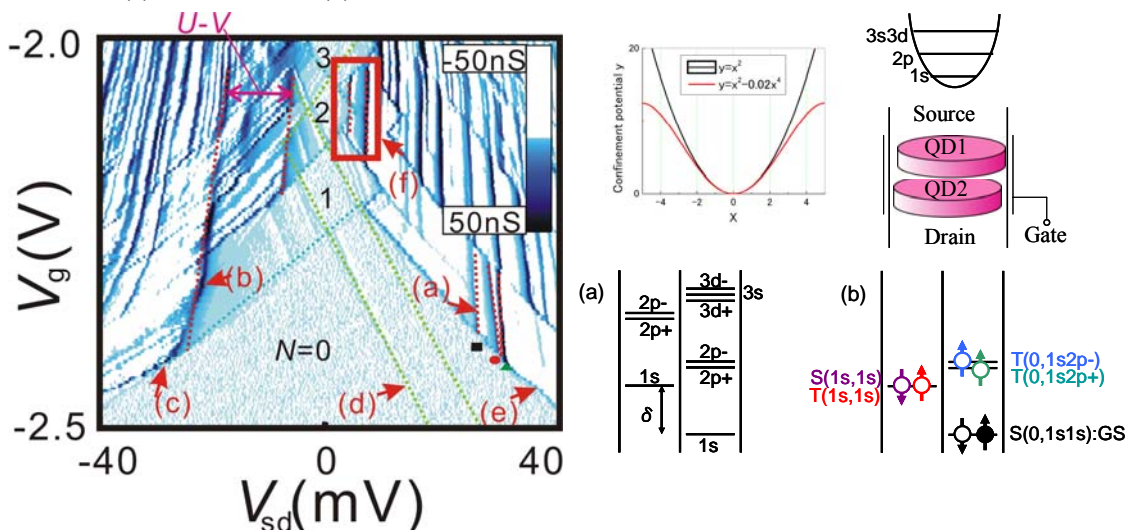 U-V
-2.0
-2.5
Vg(V)
-50nS
50nS
3
2
1
N=0
(a)
(b)
(c)
(d)
(e)
(f)
-40
0
40
Vsd(mV)
Confinement potential y
20
10
0
y=x²
y=x²-0.02x⁴
-4
-2
0
2
4
X
3s3d
2p
1s
Source
QD1
QD2
Drain
Gate
(a)
2p-
2p+
1s
δ
3d-
3s
3d+
2p-
2p+
1s
(b)
S(1s,1s)
T(1s,1s)
T(0,1s2p-)
T(0,1s2p+)
S(0,1s1s):GS